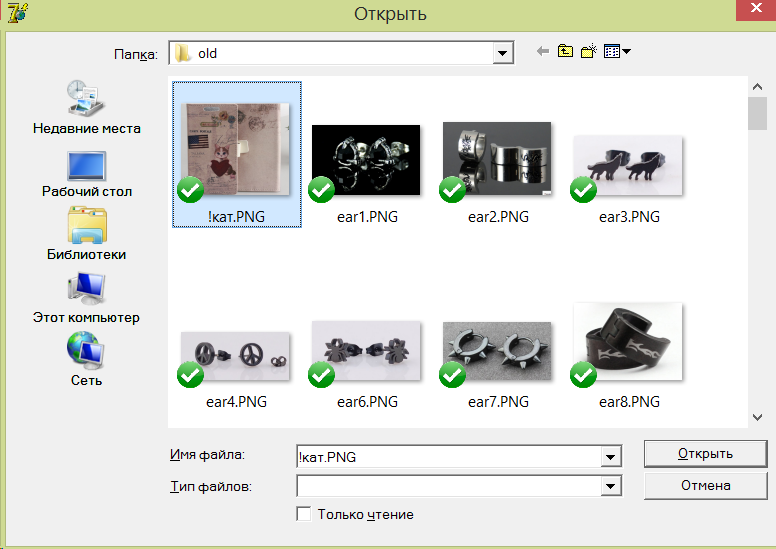 Открыть
Папка: old
Недавние места
Рабочий стол
Библиотеки
Этот компьютер
Сеть
!кат.PNG
ear1.PNG
ear2.PNG
ear3.PNG
ear4.PNG
ear6.PNG
ear7.PNG
ear8.PNG
Имя файла: !кат.PNG
Открыть
Тип файлов:
Отмена
Только чтение